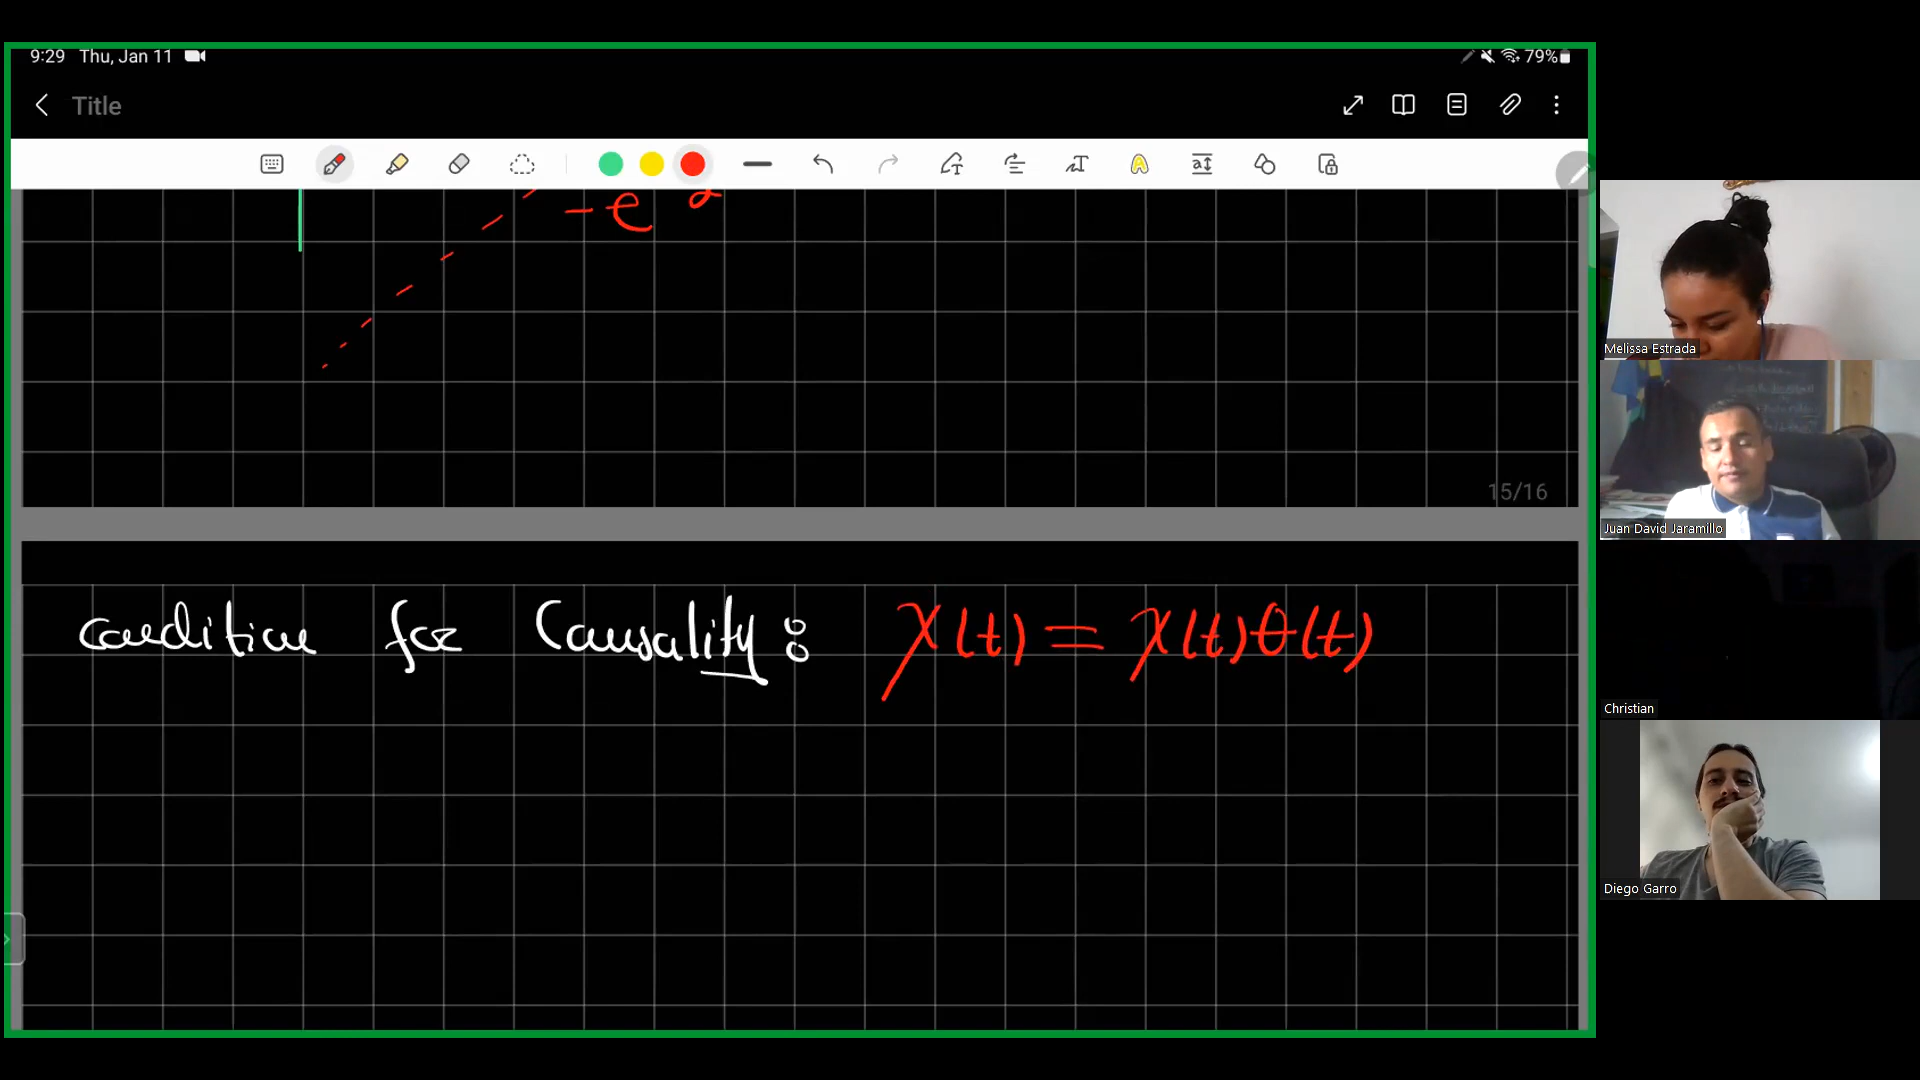 9:29 Thu, Jan 11 79%
Title
- e
15/16
condition for Causality: χ(t) = χ(t)θ(t)
Melissa Estrada
Juan David Jaramillo
Christian
Diego Garro